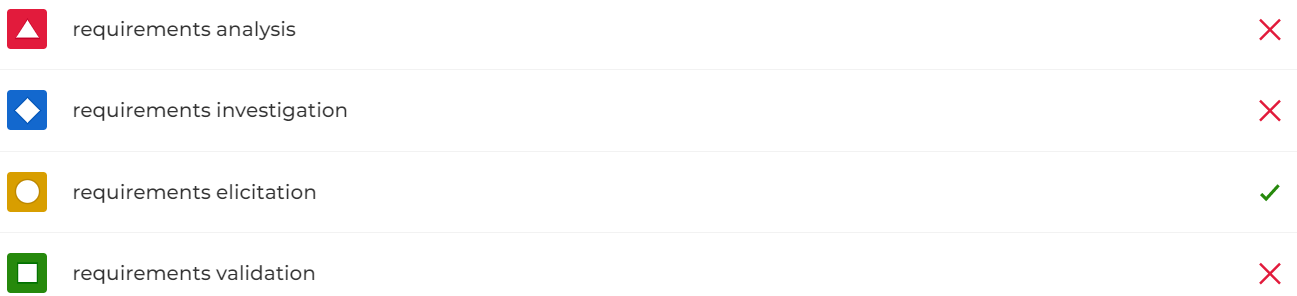 requirements analysis
requirements investigation
requirements elicitation
requirements validation